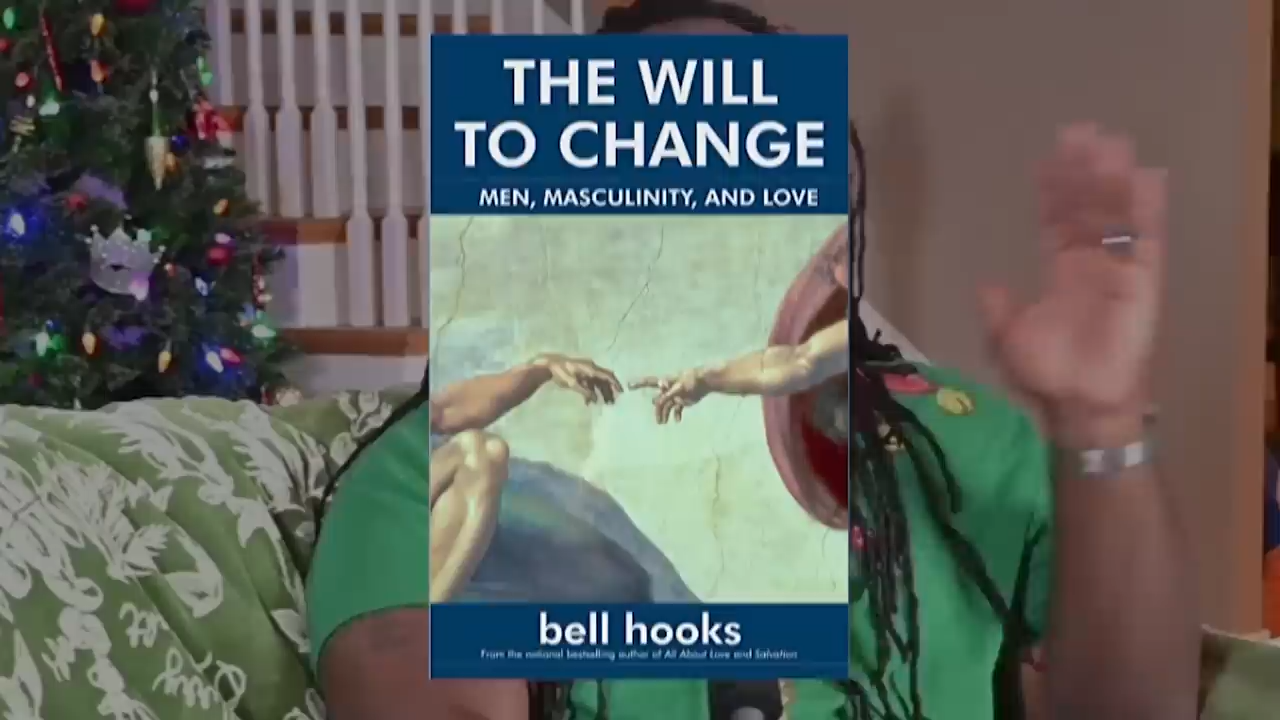 THE WILL
TO CHANGE
MEN, MASCULINITY, AND LOVE
bell hooks
From the national bestselling author of All About Love and Salvation